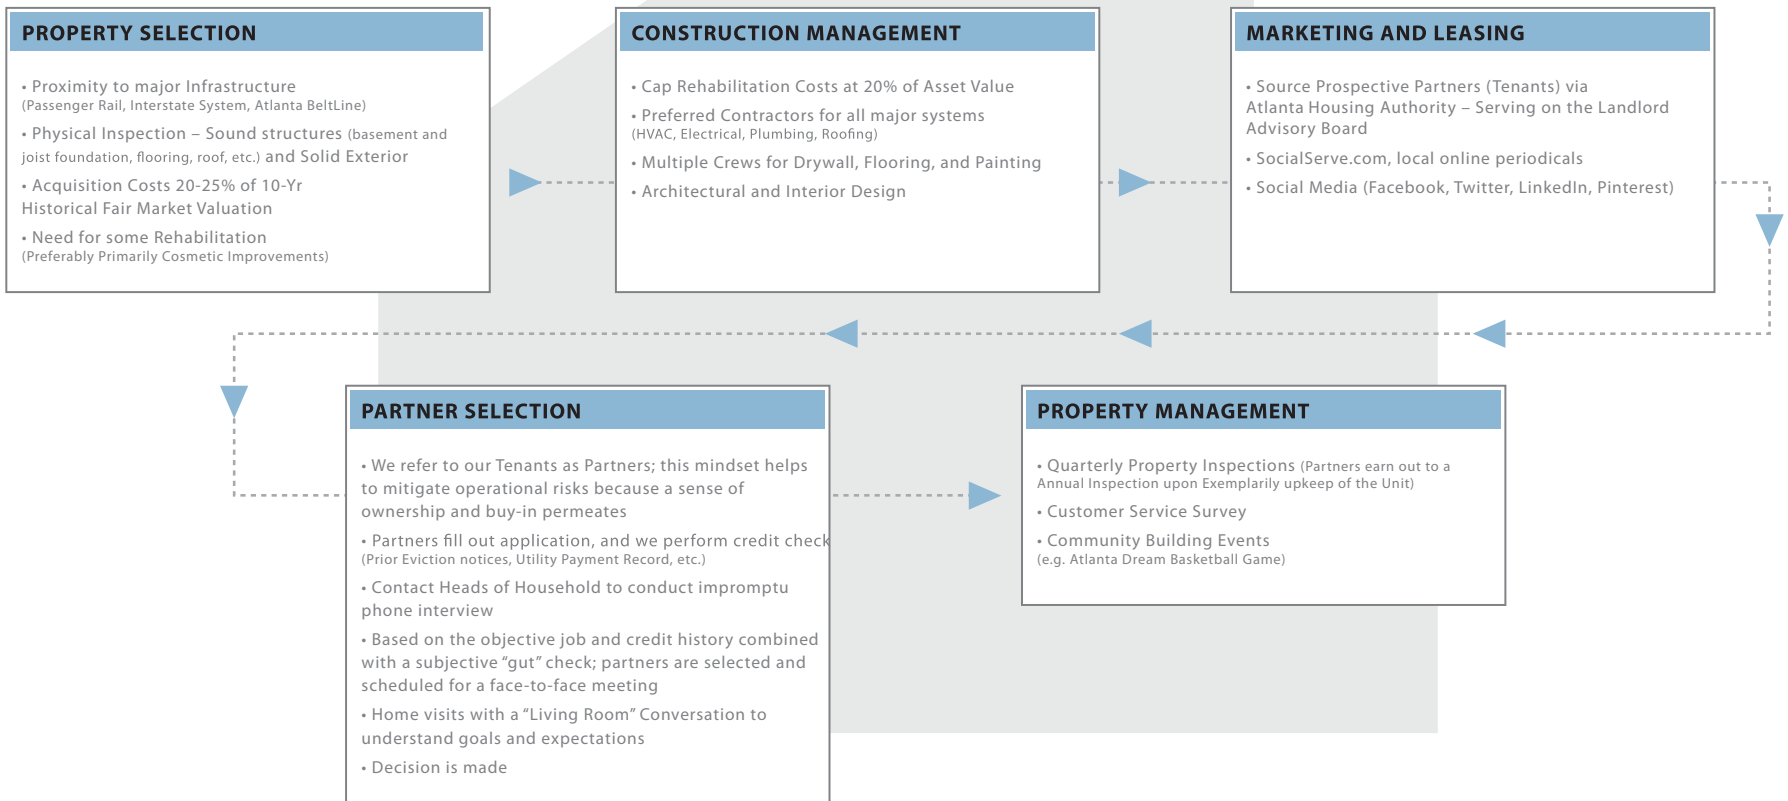 PROPERTY SELECTION
• Proximity to major Infrastructure
(Passenger Rail, Interstate System, Atlanta BeltLine)
• Physical Inspection – Sound structures (basement and
joist foundation, flooring, roof, etc.) and Solid Exterior
• Acquisition Costs 20-25% of 10-Yr
Historical Fair Market Valuation
• Need for some Rehabilitation
(Preferably Primarily Cosmetic Improvements)
CONSTRUCTION MANAGEMENT
• Cap Rehabilitation Costs at 20% of Asset Value
• Preferred Contractors for all major systems
(HVAC, Electrical, Plumbing, Roofing)
• Multiple Crews for Drywall, Flooring, and Painting
• Architectural and Interior Design
MARKETING AND LEASING
• Source Prospective Partners (Tenants) via
Atlanta Housing Authority – Serving on the Landlord
Advisory Board
• SocialServe.com, local online periodicals
• Social Media (Facebook, Twitter, LinkedIn, Pinterest)
PARTNER SELECTION
• We refer to our Tenants as Partners; this mindset helps
to mitigate operational risks because a sense of
ownership and buy-in permeates
• Partners fill out application, and we perform credit check
(Prior Eviction notices, Utility Payment Record, etc.)
• Contact Heads of Household to conduct impromptu
phone interview
• Based on the objective job and credit history combined
with a subjective “gut” check; partners are selected and
scheduled for a face-to-face meeting
• Home visits with a “Living Room” Conversation to
understand goals and expectations
• Decision is made
PROPERTY MANAGEMENT
• Quarterly Property Inspections (Partners earn out to a
Annual Inspection upon Exemplarily upkeep of the Unit)
• Customer Service Survey
• Community Building Events
(e.g. Atlanta Dream Basketball Game)